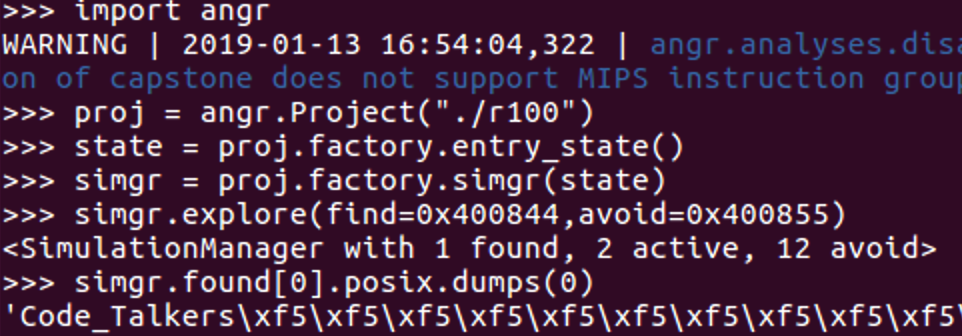 >>> import angr
WARNING | 2019-01-13 16:54:04,322 | angr.analyses.disa
on of capstone does not support MIPS instruction group
>>> proj = angr.Project("./r100")
>>> state = proj.factory.entry_state()
>>> simgr = proj.factory.simgr(state)
>>> simgr.explore(find=0x400844,avoid=0x400855)
<SimulationManager with 1 found, 2 active, 12 avoid>
>>> simgr.found[0].posix.dumps(0)
'Code_Talkers\xf5\xf5\xf5\xf5\xf5\xf5\xf5\xf5\xf5\xf5\